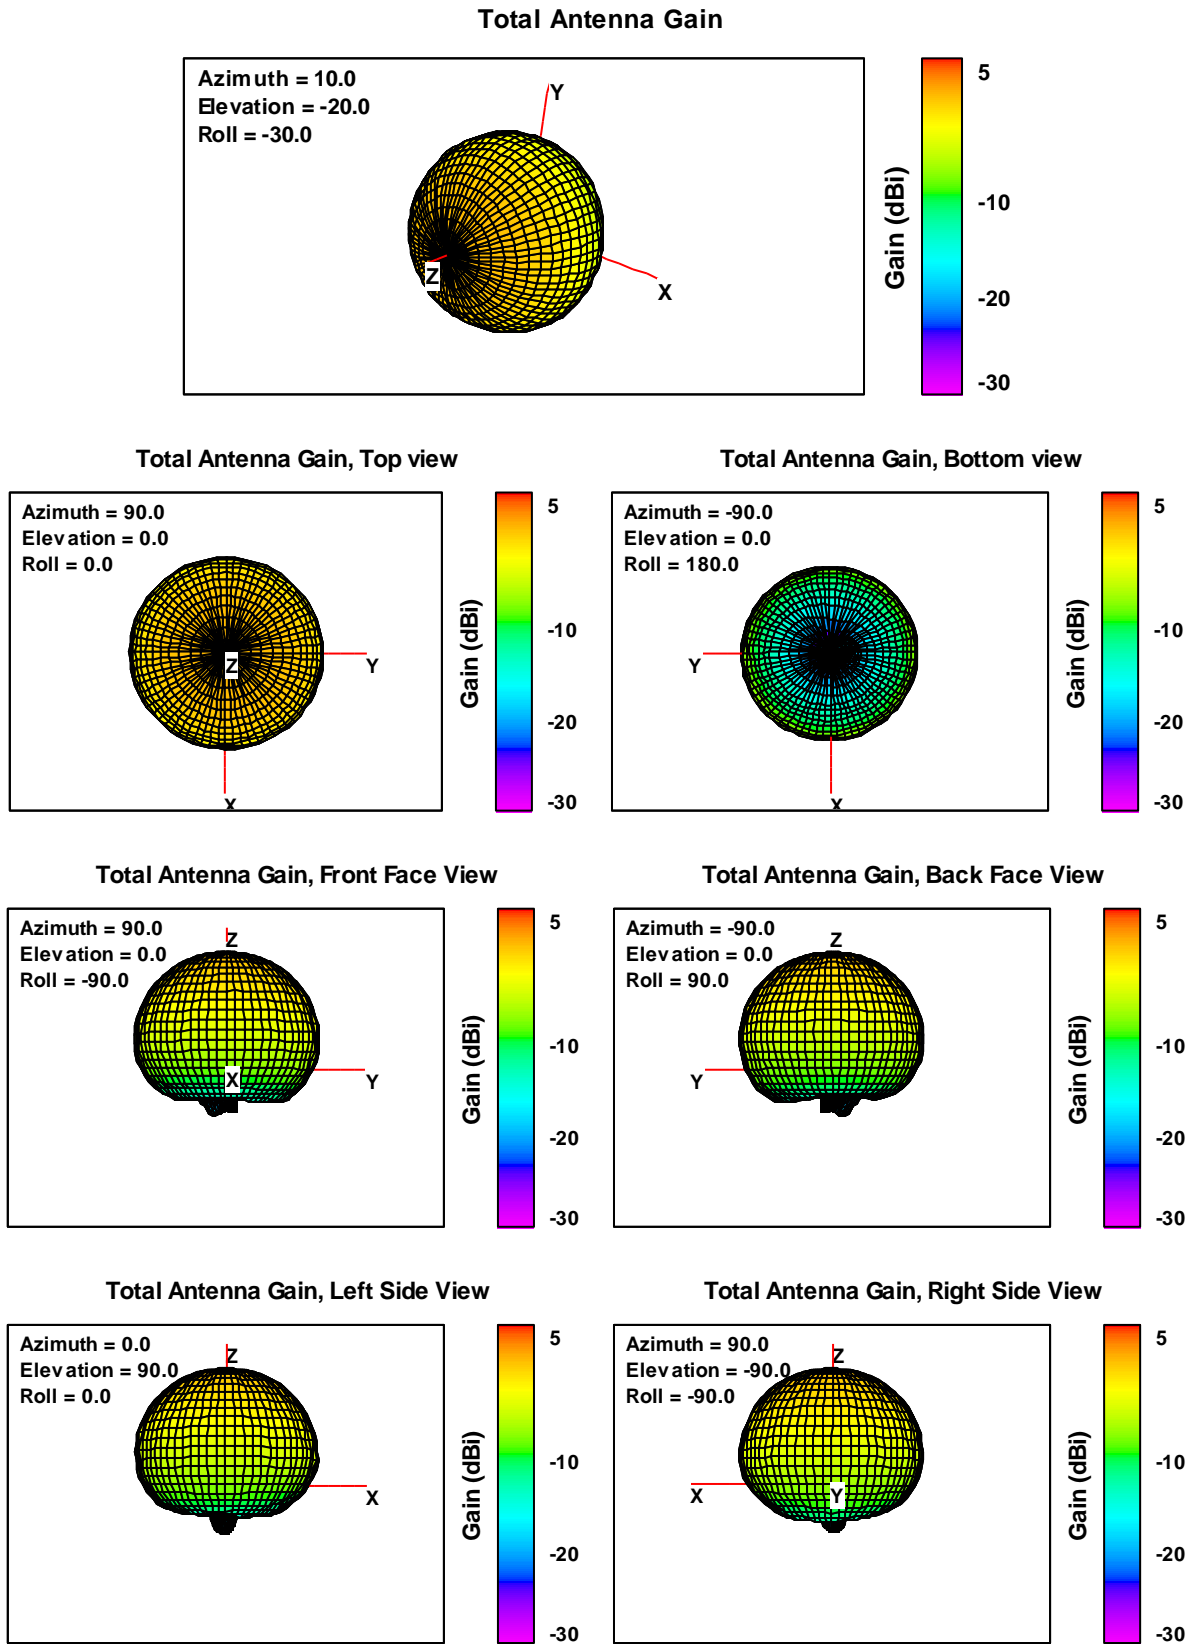 Total Antenna Gain
Azimuth = 10.0
Elevation = -20.0
Roll = -30.0
Y
Z
X
Gain (dBi)
5
-10
-20
-30
Total Antenna Gain, Top view
Azimuth = 90.0
Elevation = 0.0
Roll = 0.0
Z
Y
X
Gain (dBi)
5
-10
-20
-30
Total Antenna Gain, Bottom view
Azimuth = -90.0
Elevation = 0.0
Roll = 180.0
Y
X
Gain (dBi)
5
-10
-20
-30
Total Antenna Gain, Front Face View
Azimuth = 90.0
Elevation = 0.0
Roll = -90.0
Z
X
Y
Gain (dBi)
5
-10
-20
-30
Total Antenna Gain, Back Face View
Azimuth = -90.0
Elevation = 0.0
Roll = 90.0
Z
Y
Gain (dBi)
5
-10
-20
-30
Total Antenna Gain, Left Side View
Azimuth = 0.0
Elevation = 90.0
Roll = 0.0
Z
X
Gain (dBi)
5
-10
-20
-30
Total Antenna Gain, Right Side View
Azimuth = 90.0
Elevation = -90.0
Roll = -90.0
Z
X
Y
Gain (dBi)
5
-10
-20
-30